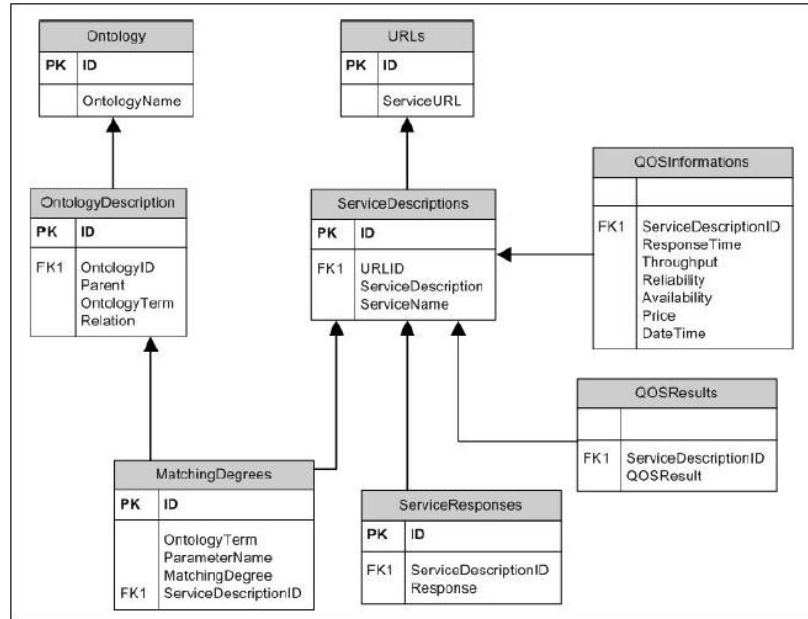 Ontology
PK ID
OntologyName
URLs
PK ID
ServiceURL
QOSInformations
FK1 ServiceDescriptionID
ResponseTime
Throughput
Reliability
Availability
Price
DateTime
OntologyDescription
PK ID
FK1 OntologyID
Parent
OntologyTerm
Relation
ServiceDescriptions
PK ID
FK1 URLID
ServiceDescription
ServiceName
QOSResults
FK1 ServiceDescriptionID
QOSResult
MatchingDegrees
PK ID
OntologyTerm
ParameterName
MatchingDegree
FK1 ServiceDescriptionID
ServiceResponses
PK ID
FK1 ServiceDescriptionID
Response